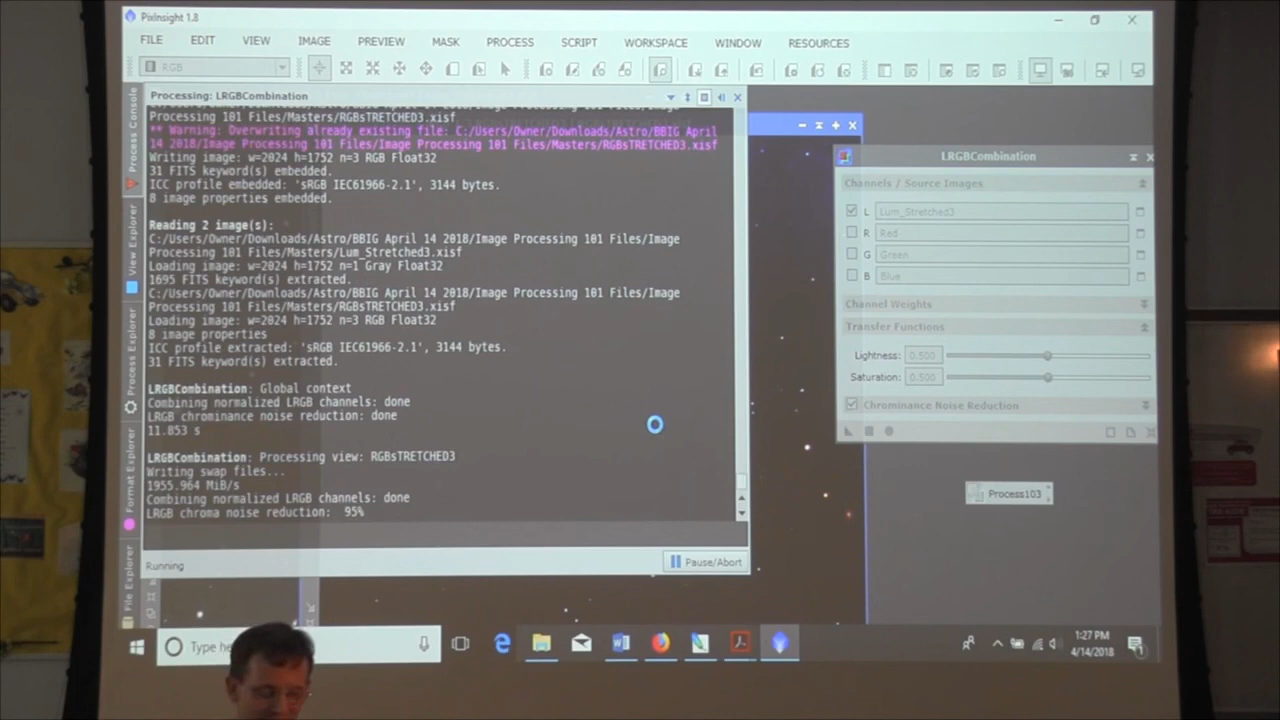 PixInsight 1.8
FILE EDIT VIEW IMAGE PREVIEW MASK PROCESS SCRIPT WORKSPACE WINDOW RESOURCES
RGB
Processing: LRGBCombination
Processing 101 Files/Masters/RGBsTRETCHED3.xisf
** Warning: Overwriting already existing file: C:/Users/Owner/Downloads/Astro/BBIG April
14 2018/Image Processing 101 Files/Image Processing 101 Files/Masters/RGBsTRETCHED3.xisf
Writing image: w=2024 h=1752 n=3 RGB Float32
31 FITS keyword(s) embedded.
ICC profile embedded: 'sRGB IEC61966-2.1', 3144 bytes.
8 image properties embedded.
Reading 2 image(s):
C:/Users/Owner/Downloads/Astro/BBIG April 14 2018/Image Processing 101 Files/Image
Processing 101 Files/Masters/Lum_Stretched3.xisf
Loading image: w=2024 h=1752 n=1 Gray Float32
1695 FITS keyword(s) extracted.
C:/Users/Owner/Downloads/Astro/BBIG April 14 2018/Image Processing 101 Files/Image
Processing 101 Files/Masters/RGBsTRETCHED3.xisf
Loading image: w=2024 h=1752 n=3 RGB Float32
8 image properties
ICC profile extracted: 'sRGB IEC61966-2.1', 3144 bytes.
31 FITS keyword(s) extracted.
LRGBCombination: Global context
Combining normalized LRGB channels: done
LRGB chrominance noise reduction: done
11.853 s
LRGBCombination: Processing view: RGBsTRETCHED3
Writing swap files...
1955.964 MiB/s
Combining normalized LRGB channels: done
LRGB chroma noise reduction: 95%
Running
Pause/Abort
Process Console
View Explorer
Process Explorer
Format Explorer
File Explorer
LRGBCombination
Channels / Source Images
L Lum_Stretched3
R Red
G Green
B Blue
Channel Weights
Transfer Functions
Lightness: 0.500
Saturation: 0.500
Chrominance Noise Reduction
Process103
Type he
1:27 PM
4/14/2018